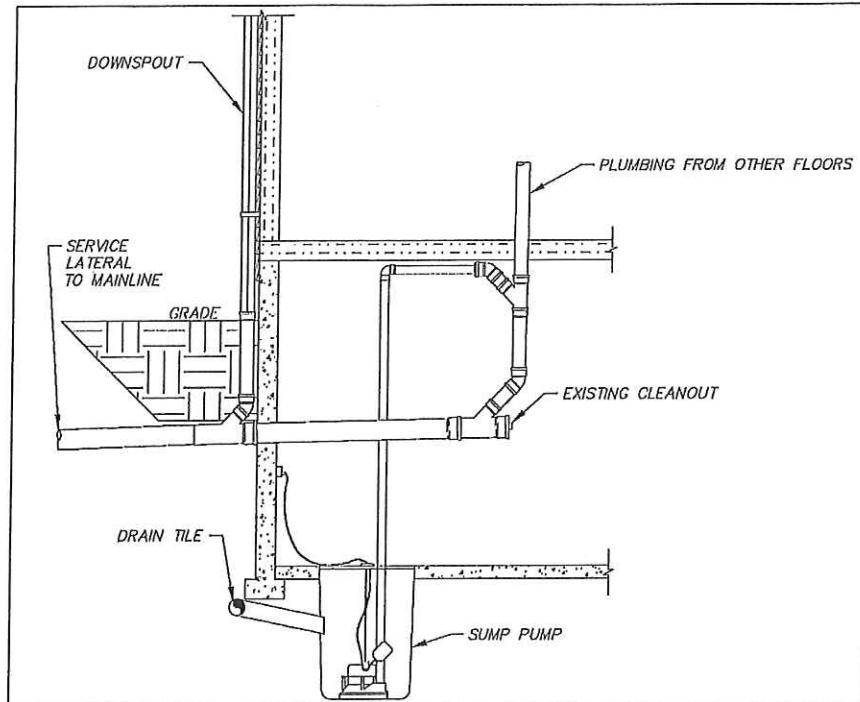 DOWNSPOUT
PLUMBING FROM OTHER FLOORS
SERVICE
LATERAL
TO MAINLINE
GRADE
EXISTING CLEANOUT
DRAIN TILE
SUMP PUMP